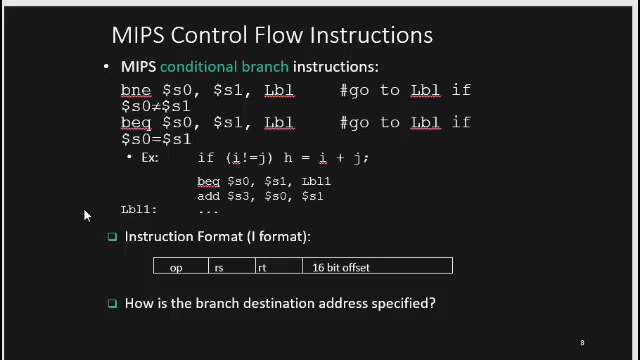 MIPS Control Flow Instructions
• MIPS conditional branch instructions:
bne $s0, $s1, Lbl #go to Lbl if
$s0≠$s1
beq $s0, $s1, Lbl #go to Lbl if
$s0=$s1
• Ex: if (i!=j) h = i + j;
beq $s0, $s1, Lbl1
add $s3, $s0, $s1
Lbl1: ...
❑ Instruction Format (I format):
op rs rt 16 bit offset
❑ How is the branch destination address specified?
8